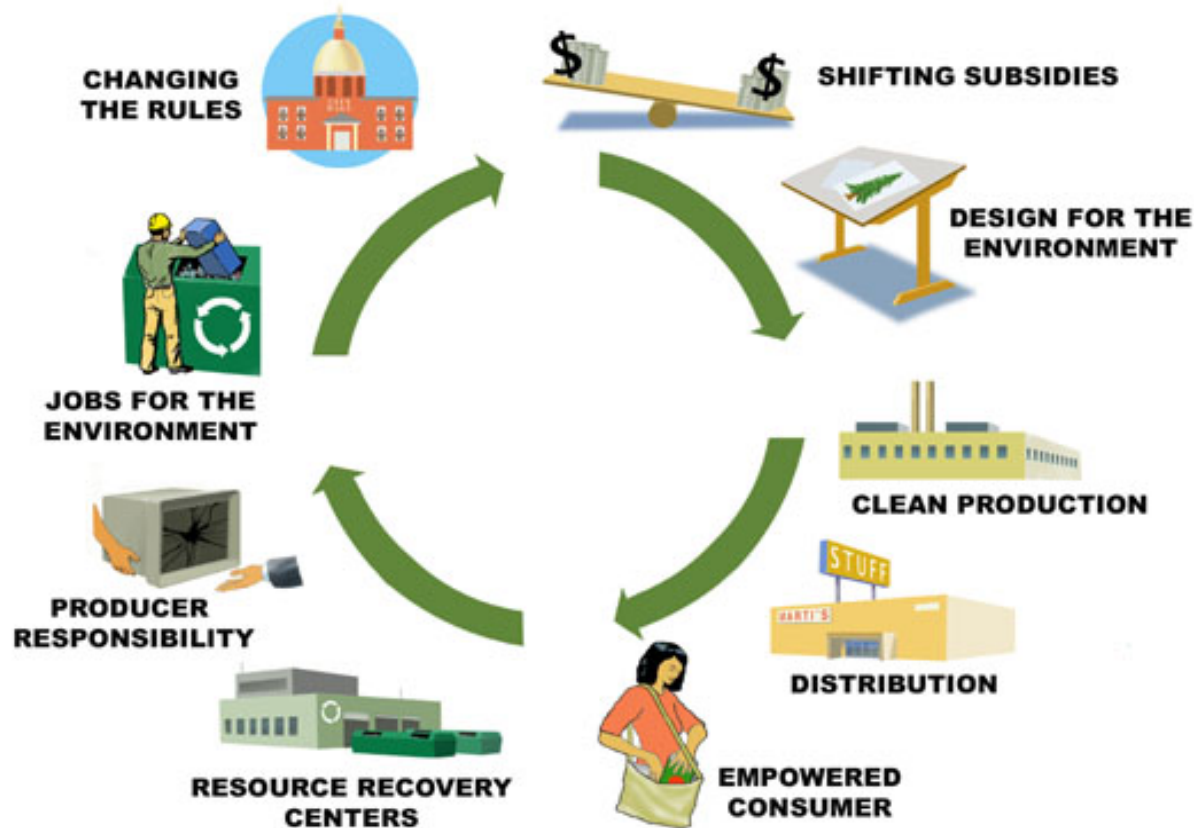 CHANGING
THE RULES
$
$
SHIFTING SUBSIDIES
DESIGN FOR THE
ENVIRONMENT
CLEAN PRODUCTION
STUFF
MARTI'S
DISTRIBUTION
EMPOWERED
CONSUMER
RESOURCE RECOVERY
CENTERS
PRODUCER
RESPONSIBILITY
JOBS FOR THE
ENVIRONMENT